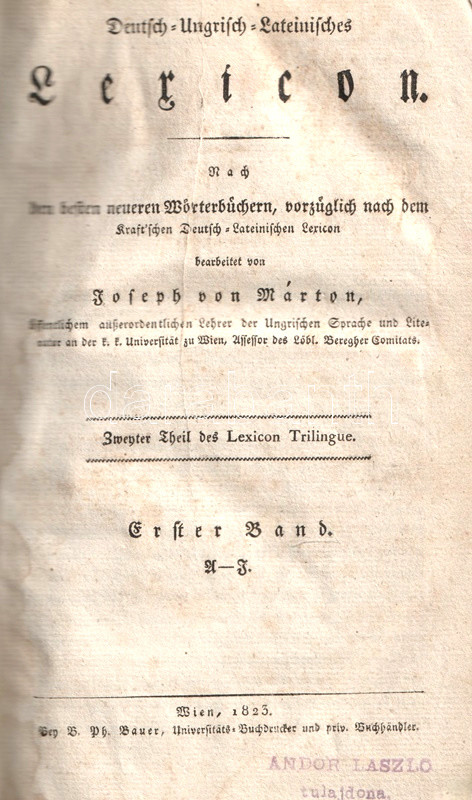 Deutsch-Ungrisch-Lateinisches
Lexicon.
Nach
den besten neueren Wörterbüchern, vorzüglich nach dem
Kraft'schen Deutsch-Lateinischen Lexicon
bearbeitet von
Joseph von Márton,
öffentlichem außerordentlichen Lehrer der Ungrischen Sprache und Lite-
ratur an der k. k. Universität zu Wien, Assessor des Löbl. Beregher Comitats.
Zweyter Theil des Lexicon Trilingue.
Erster Band.
A—J.
Wien, 1823.
Bey B. Ph. Bauer, Universitäts-Buchdrucker und priv. Buchhändler.
ANDOR LASZLO
tulajdona.